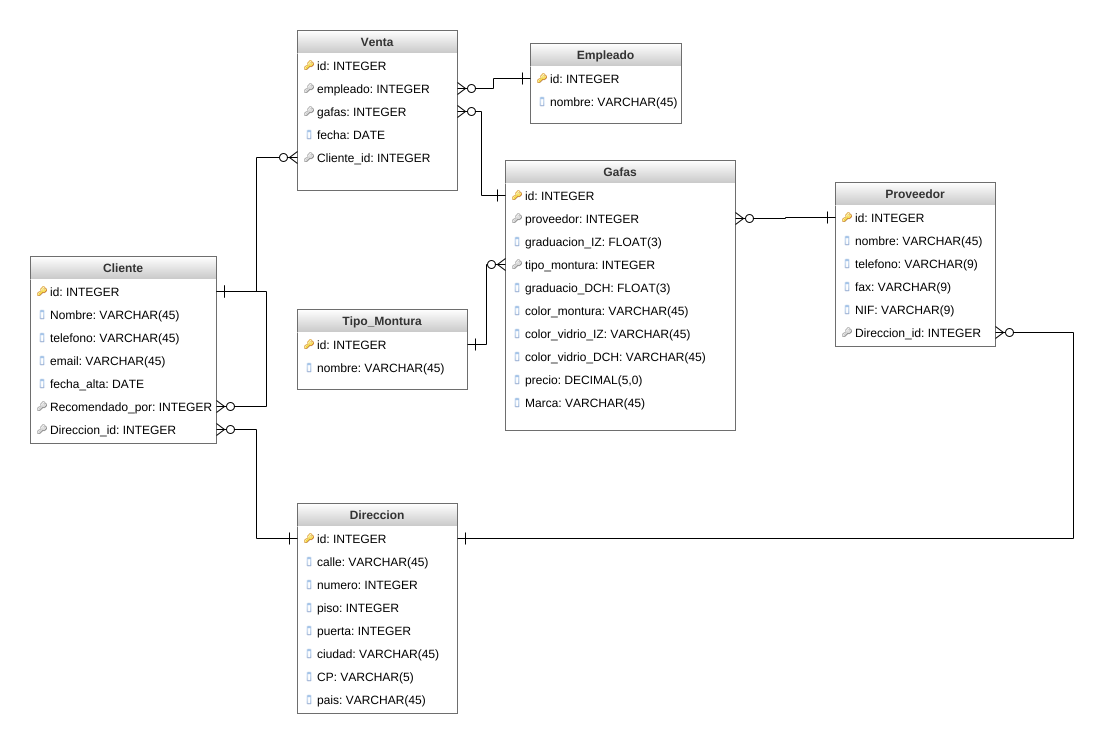 Venta
id: INTEGER
empleado: INTEGER
gafas: INTEGER
fecha: DATE
Cliente_id: INTEGER
Empleado
id: INTEGER
nombre: VARCHAR(45)
Gafas
id: INTEGER
proveedor: INTEGER
graduacion_IZ: FLOAT(3)
tipo_montura: INTEGER
graduacio_DCH: FLOAT(3)
color_montura: VARCHAR(45)
color_vidrio_IZ: VARCHAR(45)
color_vidrio_DCH: VARCHAR(45)
precio: DECIMAL(5,0)
Marca: VARCHAR(45)
Proveedor
id: INTEGER
nombre: VARCHAR(45)
telefono: VARCHAR(9)
fax: VARCHAR(9)
NIF: VARCHAR(9)
Direccion_id: INTEGER
Cliente
id: INTEGER
Nombre: VARCHAR(45)
telefono: VARCHAR(45)
email: VARCHAR(45)
fecha_alta: DATE
Recomendado_por: INTEGER
Direccion_id: INTEGER
Tipo_Montura
id: INTEGER
nombre: VARCHAR(45)
Direccion
id: INTEGER
calle: VARCHAR(45)
numero: INTEGER
piso: INTEGER
puerta: INTEGER
ciudad: VARCHAR(45)
CP: VARCHAR(5)
pais: VARCHAR(45)